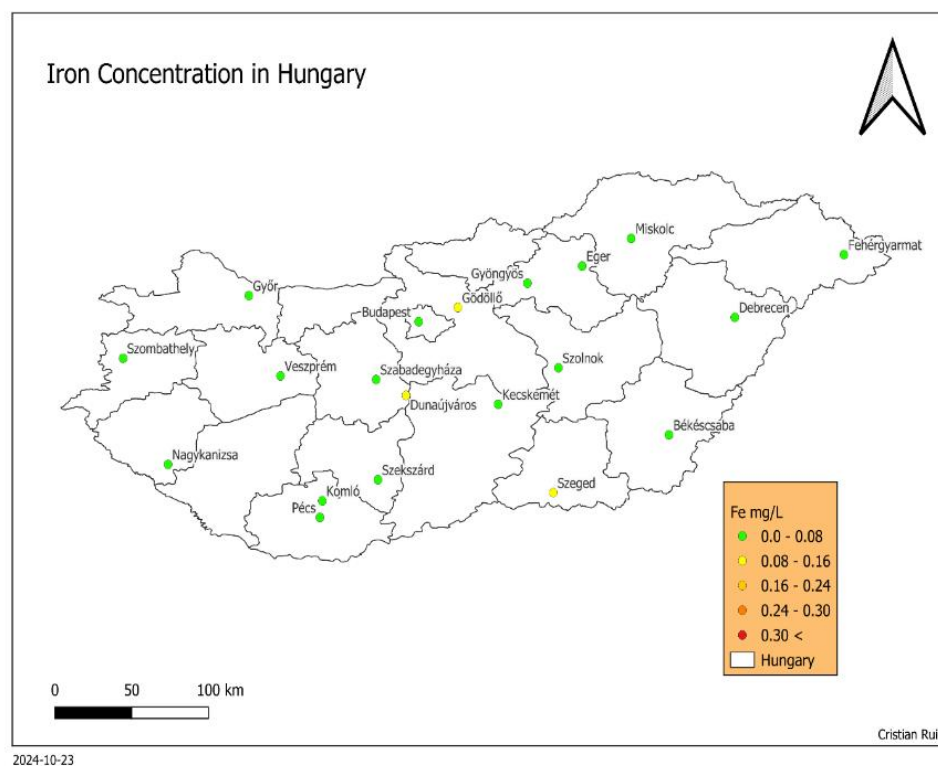 Iron Concentration in Hungary
Miskolc
Fehérgyarmat
Eger
Gyöngyös
Győr
Gödöllő
Budapest
Debrecen
Szombathely
Veszprém
Szabadegyháza
Szolnok
Dunaújváros
Kecskemét
Békéscsába
Nagykanizsa
Szekszárd
Komló
Pécs
Szeged
Fe mg/L
0.0 - 0.08
0.08 - 0.16
0.16 - 0.24
0.24 - 0.30
0.30 <
Hungary
0 50 100 km
Cristian Rui
2024-10-23